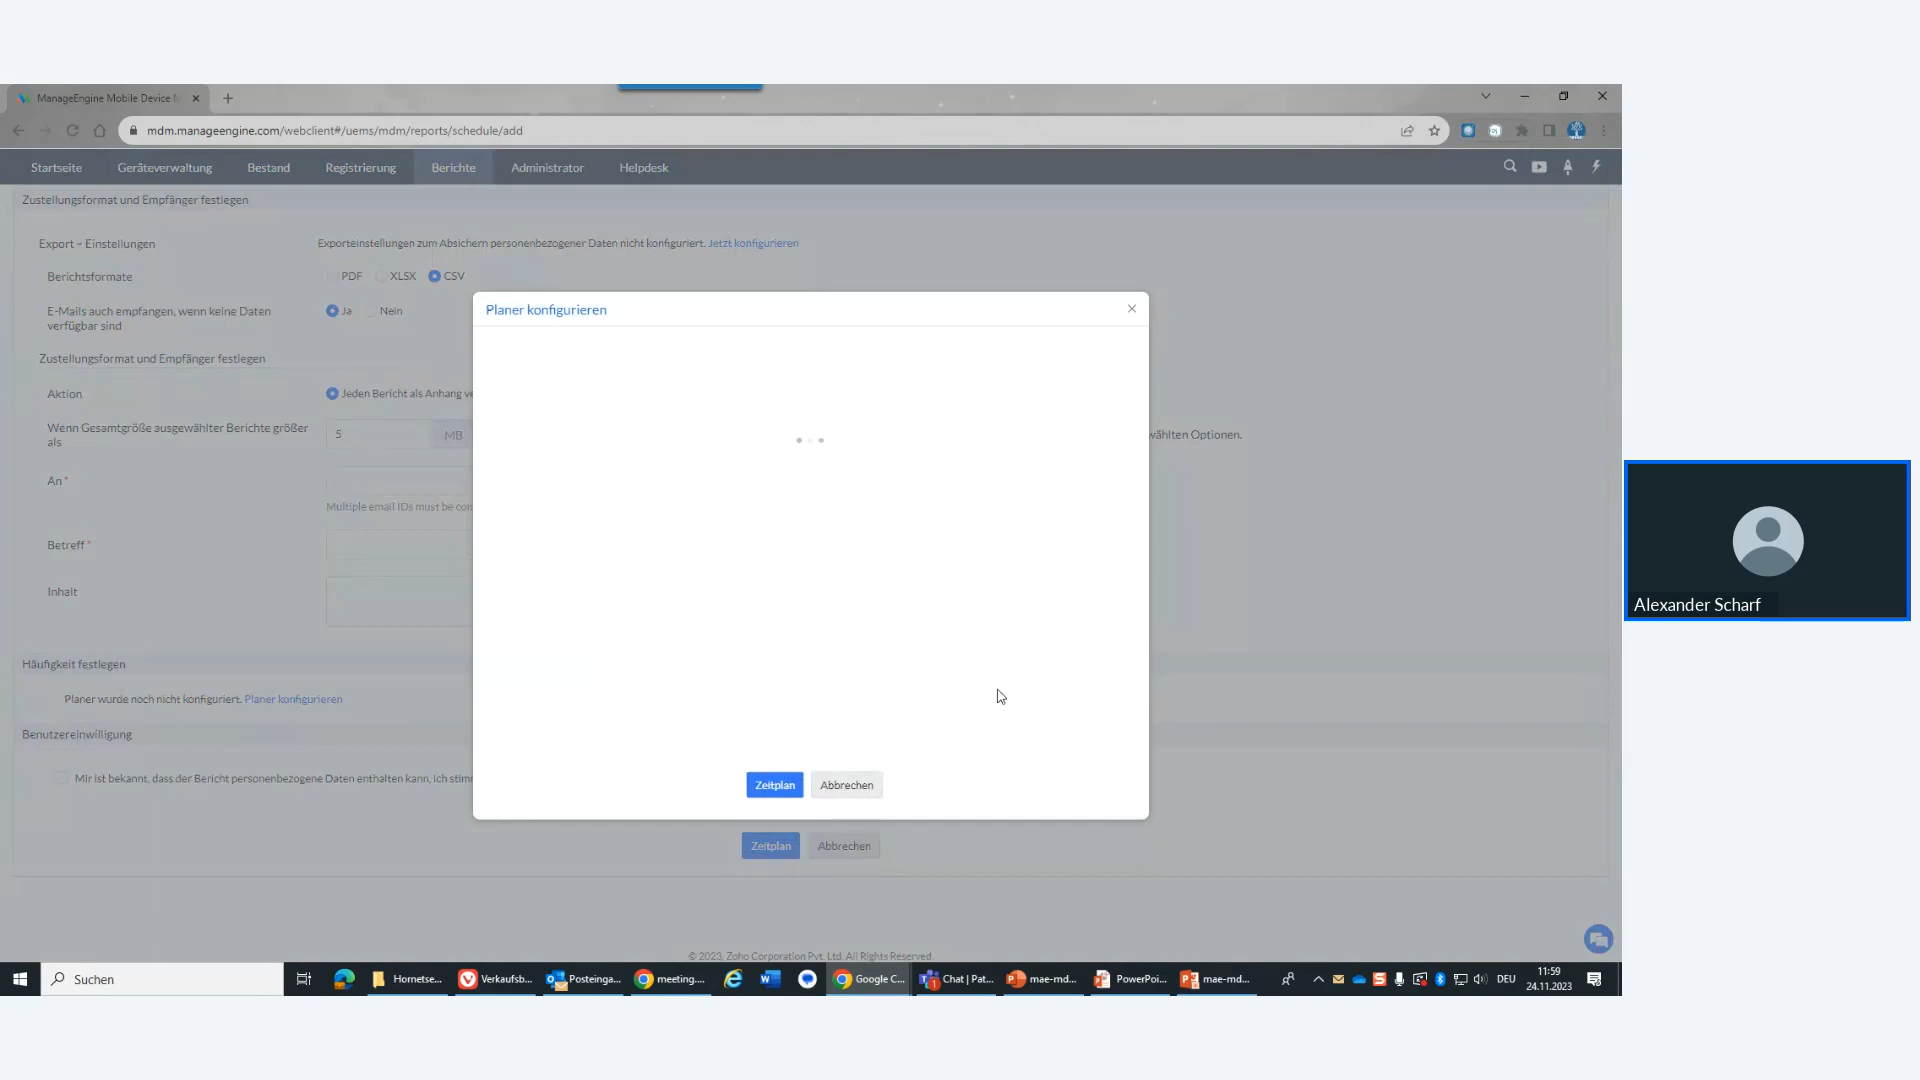 ManageEngine Mobile Device
mdm.manageengine.com/webclient#/uems/mdm/reports/schedule/add
Startseite Geräteverwaltung Bestand Registrierung Berichte Administrator Helpdesk
Zustellungsformat und Empfänger festlegen
Export - Einstellungen Exporteinstellungen zum Absichern personenbezogener Daten nicht konfiguriert. Jetzt konfigurieren
Berichtsformate PDF XLSX CSV
E-Mails auch empfangen, wenn keine Daten verfügbar sind Ja Nein
Zustellungsformat und Empfänger festlegen
Aktion Jeden Bericht als Anhang ve
Wenn Gesamtgröße ausgewählter Berichte größer als 5 MB wählten Optionen.
An *
Multiple email IDs must be con
Betreff *
Inhalt
Häufigkeit festlegen
Planer wurde noch nicht konfiguriert. Planer konfigurieren
Benutzereinwilligung
Mir ist bekannt, dass der Bericht personenbezogene Daten enthalten kann, ich stim
Zeitplan Abbrechen
Planer konfigurieren
Zeitplan Abbrechen
© 2023, Zoho Corporation Pvt. Ltd. All Rights Reserved.
Alexander Scharf
Suchen Hornetse... Verkaufsb... Posteinga... meeting.... Google C... 1 Chat | Pat... mae-md... PowerPoi... mae-md... DEU 11:59
24.11.2023